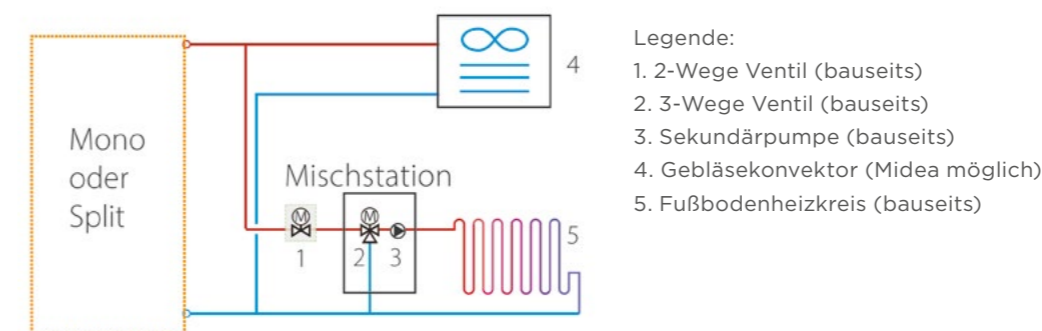 Mono
oder
Split
4
Mischstation
M
M
1
2
3
5
Legende:
1. 2-Wege Ventil (bauseits)
2. 3-Wege Ventil (bauseits)
3. Sekundärpumpe (bauseits)
4. Gebläsekonvektor (Midea möglich)
5. Fußbodenheizkreis (bauseits)